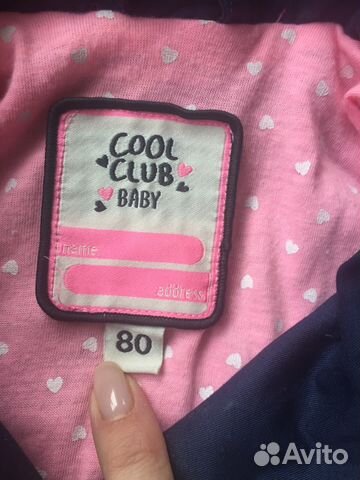 COOL
CLUB
BABY
name
address
80
Avito